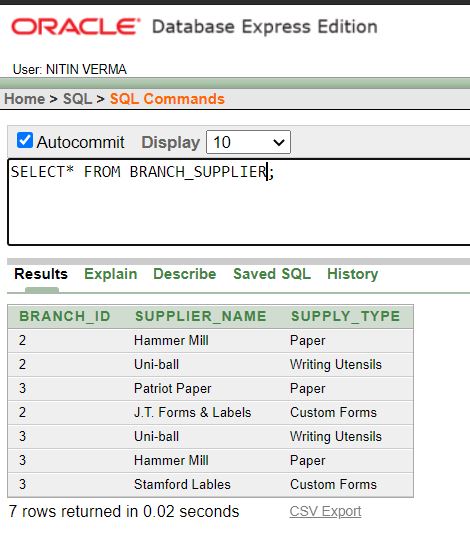 ORACLE® Database Express Edition
User: NITIN VERMA
Home > SQL > SQL Commands
Autocommit Display 10
SELECT* FROM BRANCH_SUPPLIER;
Results Explain Describe Saved SQL History
BRANCH_ID SUPPLIER_NAME SUPPLY_TYPE
2 Hammer Mill Paper
2 Uni-ball Writing Utensils
3 Patriot Paper Paper
2 J.T. Forms & Labels Custom Forms
3 Uni-ball Writing Utensils
3 Hammer Mill Paper
3 Stamford Lables Custom Forms
7 rows returned in 0.02 seconds CSV Export